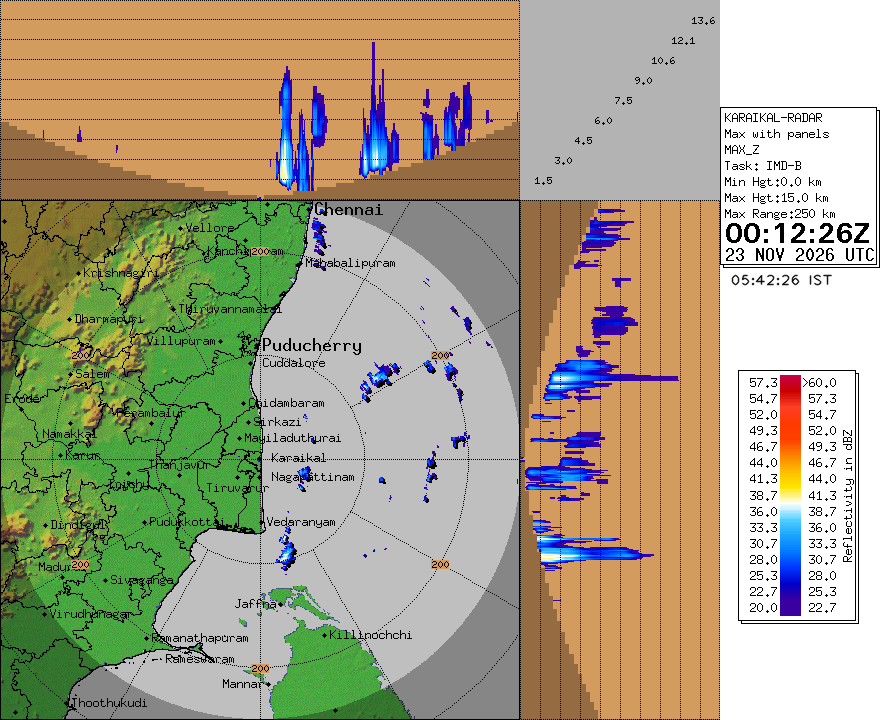 13.6
12.1
10.6
9.0
7.5
6.0
4.5
3.0
1.5
KARAIKAL-RADAR
Max with panels
MAX_Z
Task: IMD-B
Min Hgt:0.0 km
Max Hgt:15.0 km
Max Range:250 km
00:12:26Z
23 NOV 2026 UTC
05:42:26 IST
Chennai
Vellore
200
Mahabalipuram
Krishnagiri
Thiruvannamalai
Dharmapuri
Villupuram
Puducherry
200
200
Cuddalore
Salem
Erode
Chidambaram
Perambalur
Sirkazi
Namakkal
Mayiladuthurai
Karur
Karaikal
Thanjavur
Nagapattinam
Tiruvarur
Dindigul
Pudukkottai
Vedaranyam
200
200
Sivaganga
Jaffna
Virudhunagar
Ramanathapuram
Killinochchi
Rameswaram
200
Mannar
Thoothukudi
57.3 >60.0
54.7 57.3
52.0 54.7
49.3 52.0
46.7 49.3
44.0 46.7
41.3 44.0
38.7 41.3
36.0 38.7
33.3 36.0
30.7 33.3
28.0 30.7
25.3 28.0
22.7 25.3
20.0 22.7
Reflectivity in dBZ